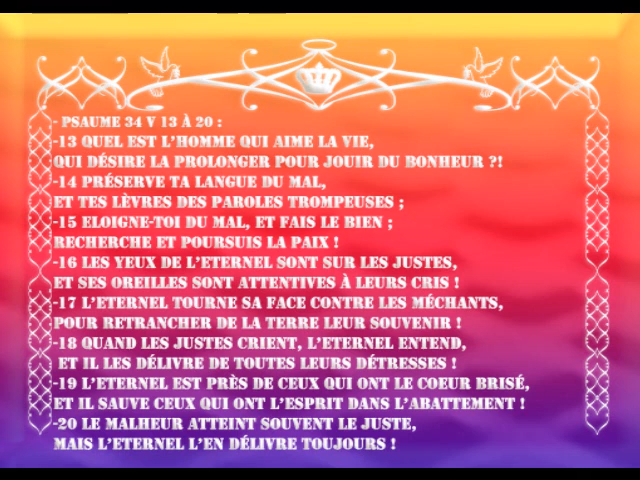 - PSAUME 34 V 13 À 20 :
-13 QUEL EST L'HOMME QUI AIME LA VIE,
QUI DÉSIRE LA PROLONGER POUR JOUIR DU BONHEUR ?!
-14 PRÉSERVE TA LANGUE DU MAL,
ET TES LÈVRES DES PAROLES TROMPEUSES ;
-15 ELOIGNE-TOI DU MAL, ET FAIS LE BIEN ;
RECHERCHE ET POURSUIS LA PAIX !
-16 LES YEUX DE L'ETERNEL SONT SUR LES JUSTES,
ET SES OREILLES SONT ATTENTIVES À LEURS CRIS !
-17 L'ETERNEL TOURNE SA FACE CONTRE LES MÉCHANTS,
POUR RETRANCHER DE LA TERRE LEUR SOUVENIR !
-18 QUAND LES JUSTES CRIENT, L'ETERNEL ENTEND,
ET IL LES DÉLIVRE DE TOUTES LEURS DÉTRESSES !
-19 L'ETERNEL EST PRÈS DE CEUX QUI ONT LE COEUR BRISÉ,
ET IL SAUVE CEUX QUI ONT L'ESPRIT DANS L'ABATTEMENT !
-20 LE MALHEUR ATTEINT SOUVENT LE JUSTE,
MAIS L'ETERNEL L'EN DÉLIVRE TOUJOURS !